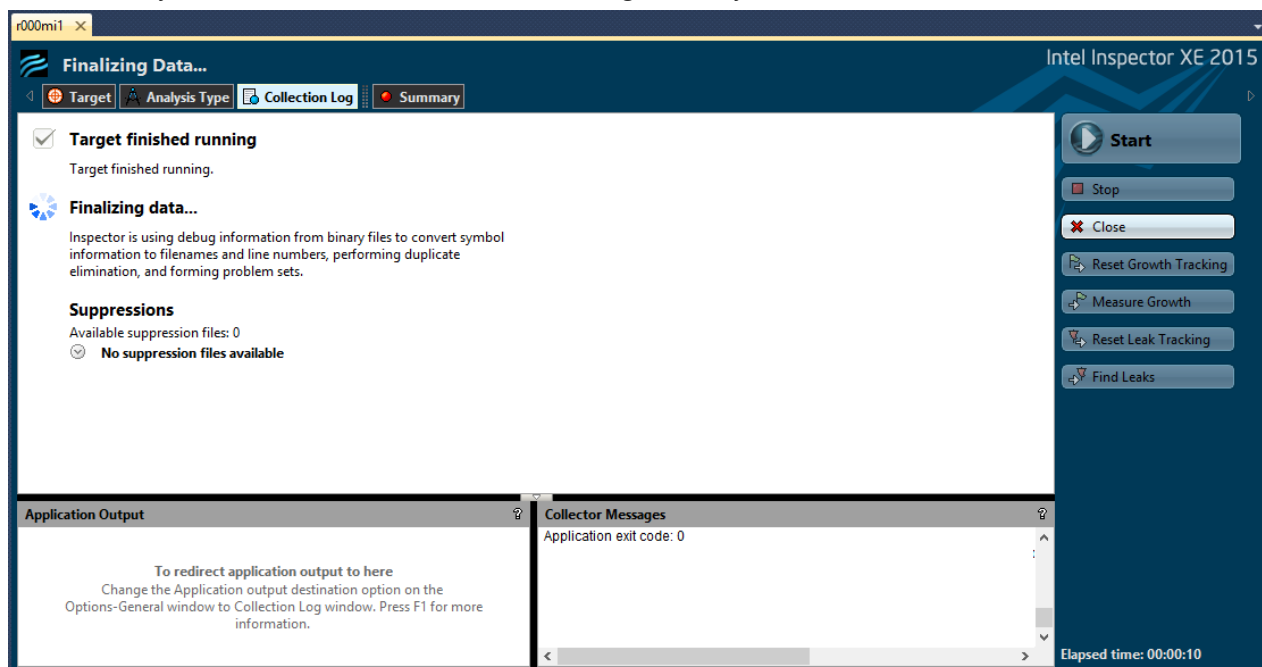 r000mi1
Finalizing Data...
Intel Inspector XE 2015
Target Analysis Type Collection Log Summary
Target finished running
Target finished running.
Finalizing data...
Inspector is using debug information from binary files to convert symbol
information to filenames and line numbers, performing duplicate
elimination, and forming problem sets.
Suppressions
Available suppression files: 0
No suppression files available
Start
Stop
Close
Reset Growth Tracking
Measure Growth
Reset Leak Tracking
Find Leaks
Application Output ?
To redirect application output to here
Change the Application output destination option on the
Options-General window to Collection Log window. Press F1 for more
information.
Collector Messages ?
Application exit code: 0
Elapsed time: 00:00:10